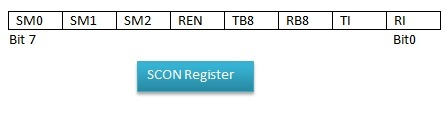 SM0 SM1 SM2 REN TB8 RB8 TI RI
Bit 7 Bit0
SCON Register